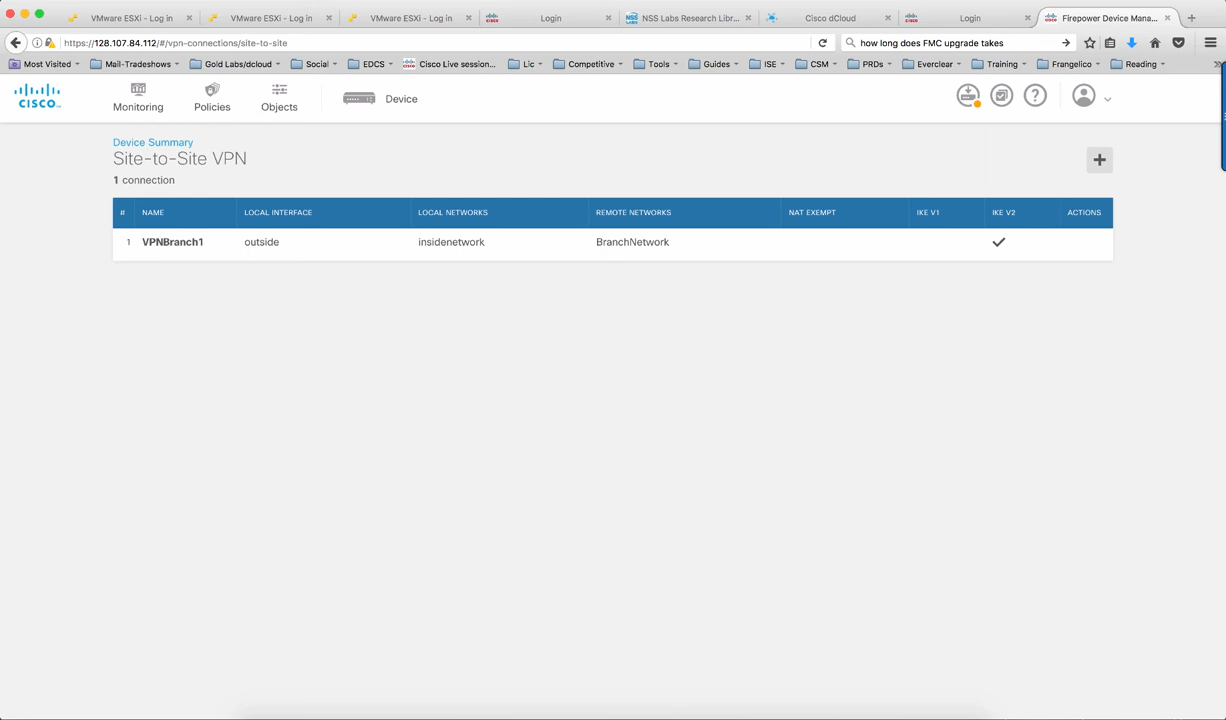 VMware ESXi - Log in VMware ESXi - Log in VMware ESXi - Log in Login NSS Labs Research Libr... Cisco dCloud Login Firepower Device Mana...
https://128.107.84.112/#/vpn-connections/site-to-site how long does FMC upgrade takes
Most Visited Mail-Tradeshows Gold Labs/dcloud Social EDCS Cisco Live session... Lic Competitive Tools Guides ISE CSM PRDs Everclear Training Frangelico Reading
CISCO Monitoring Policies Objects Device
Device Summary
Site-to-Site VPN
1 connection
# NAME LOCAL INTERFACE LOCAL NETWORKS REMOTE NETWORKS NAT EXEMPT IKE V1 IKE V2 ACTIONS
1 VPNBranch1 outside insidenetwork BranchNetwork